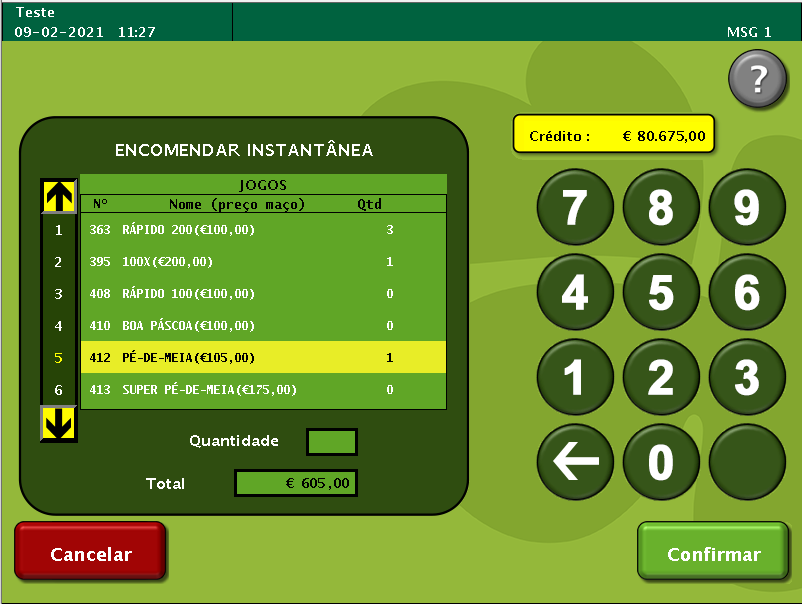 Teste
09-02-2021 11:27
MSG 1
?
Crédito : € 80.675,00
ENCOMENDAR INSTANTÂNEA
JOGOS
Nº Nome (preço maço) Qtd
1 363 RÁPIDO 200(€100,00) 3
2 395 100X(€200,00) 1
3 408 RÁPIDO 100(€100,00) 0
4 410 BOA PÁSCOA(€100,00) 0
5 412 PÉ-DE-MEIA(€105,00) 1
6 413 SUPER PÉ-DE-MEIA(€175,00) 0
Quantidade
Total € 605,00
7 8 9
4 5 6
1 2 3
0
Cancelar
Confirmar